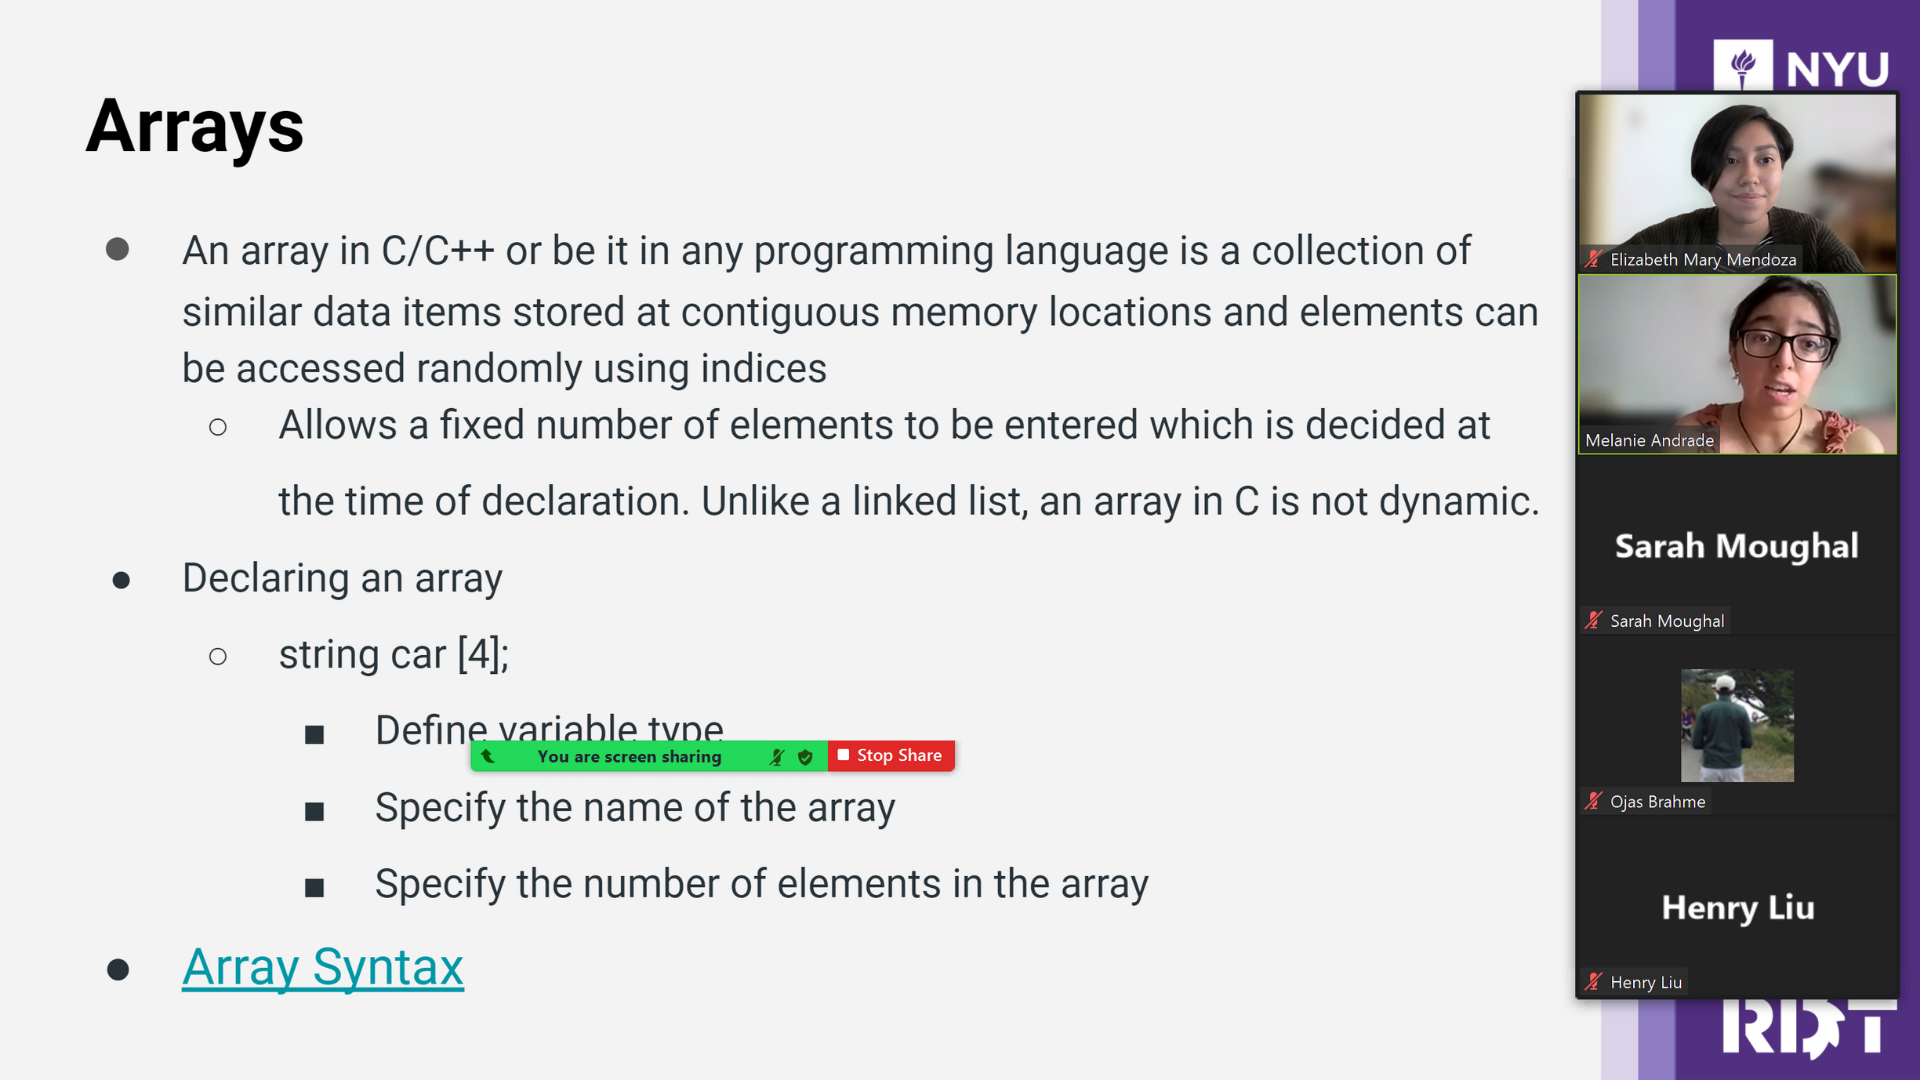 Arrays
An array in C/C++ or be it in any programming language is a collection of
similar data items stored at contiguous memory locations and elements can
be accessed randomly using indices
Allows a fixed number of elements to be entered which is decided at
the time of declaration. Unlike a linked list, an array in C is not dynamic.
Declaring an array
string car [4];
Define variable type
You are screen sharing
Stop Share
Specify the name of the array
Specify the number of elements in the array
Array Syntax
NYU
Elizabeth Mary Mendoza
Melanie Andrade
Sarah Moughal
Sarah Moughal
Ojas Brahme
Henry Liu
Henry Liu
RDT